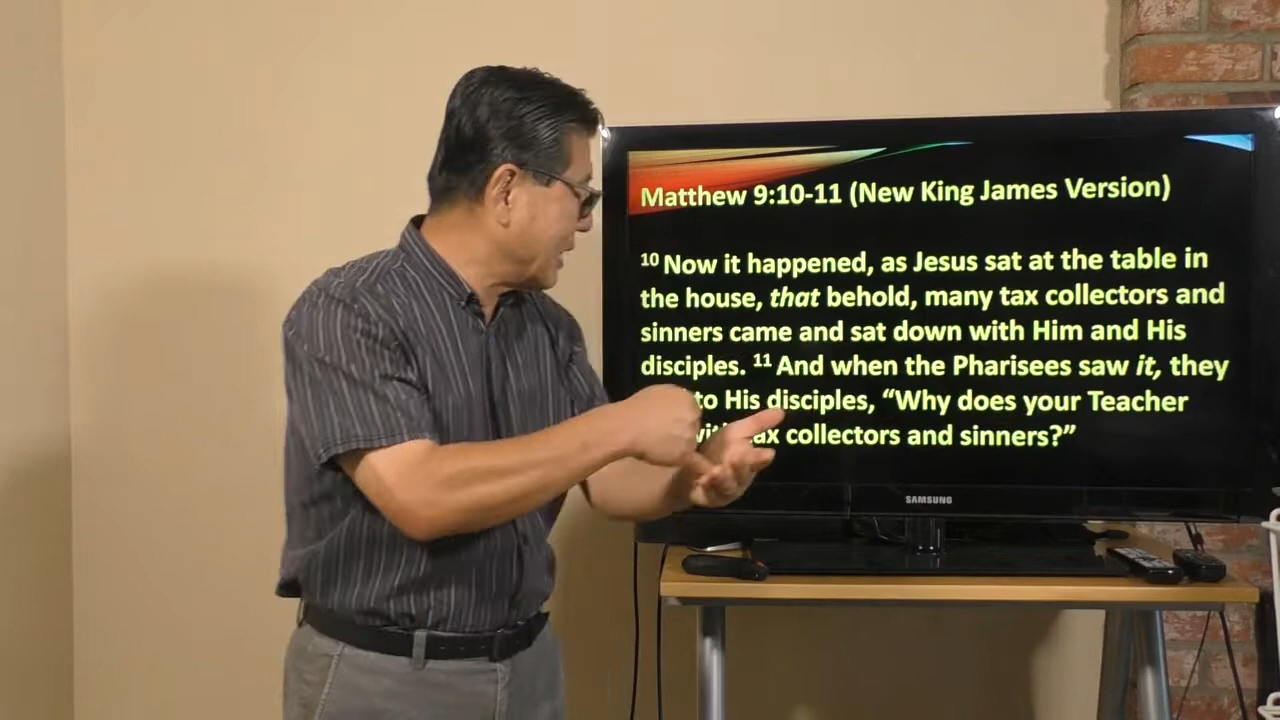 Matthew 9:10-11 (New King James Version)
10 Now it happened, as Jesus sat at the table in
the house, that behold, many tax collectors and
sinners came and sat down with Him and His
disciples. 11 And when the Pharisees saw it, they
to His disciples, “Why does your Teacher
with tax collectors and sinners?”
SAMSUNG